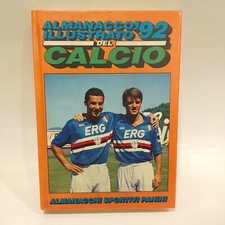 ALMANACCO
ILLUSTRATO '92
DEL
CALCIO
ERG
ERG
ALMANACCHI SPORTIVI PANINI